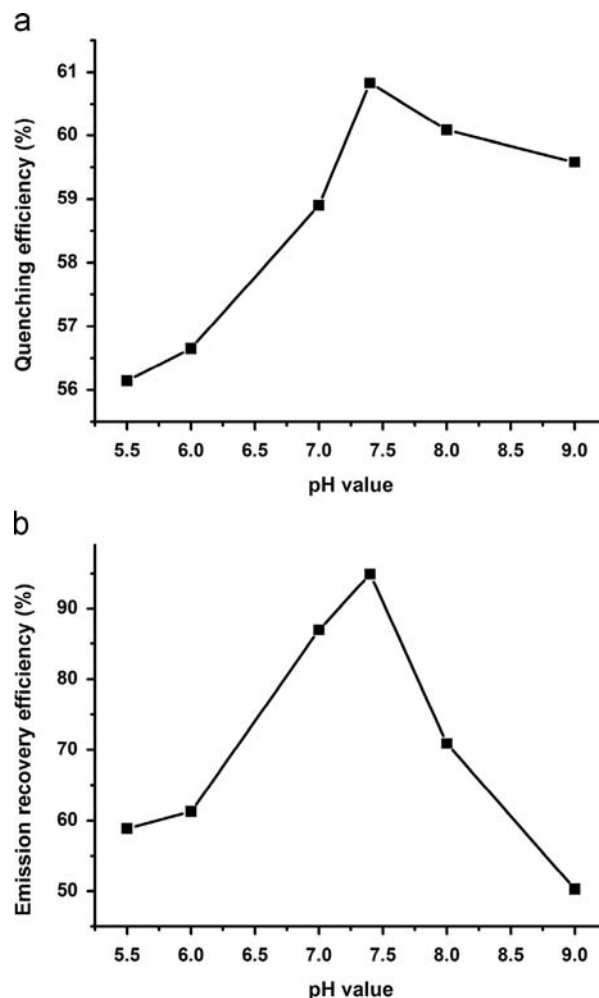 a
Quenching efficiency (%)
61
60
59
58
57
56
5.5 6.0 6.5 7.0 7.5 8.0 8.5 9.0
pH value
b
Emission recovery efficiency (%)
90
80
70
60
50
5.5 6.0 6.5 7.0 7.5 8.0 8.5 9.0
pH value